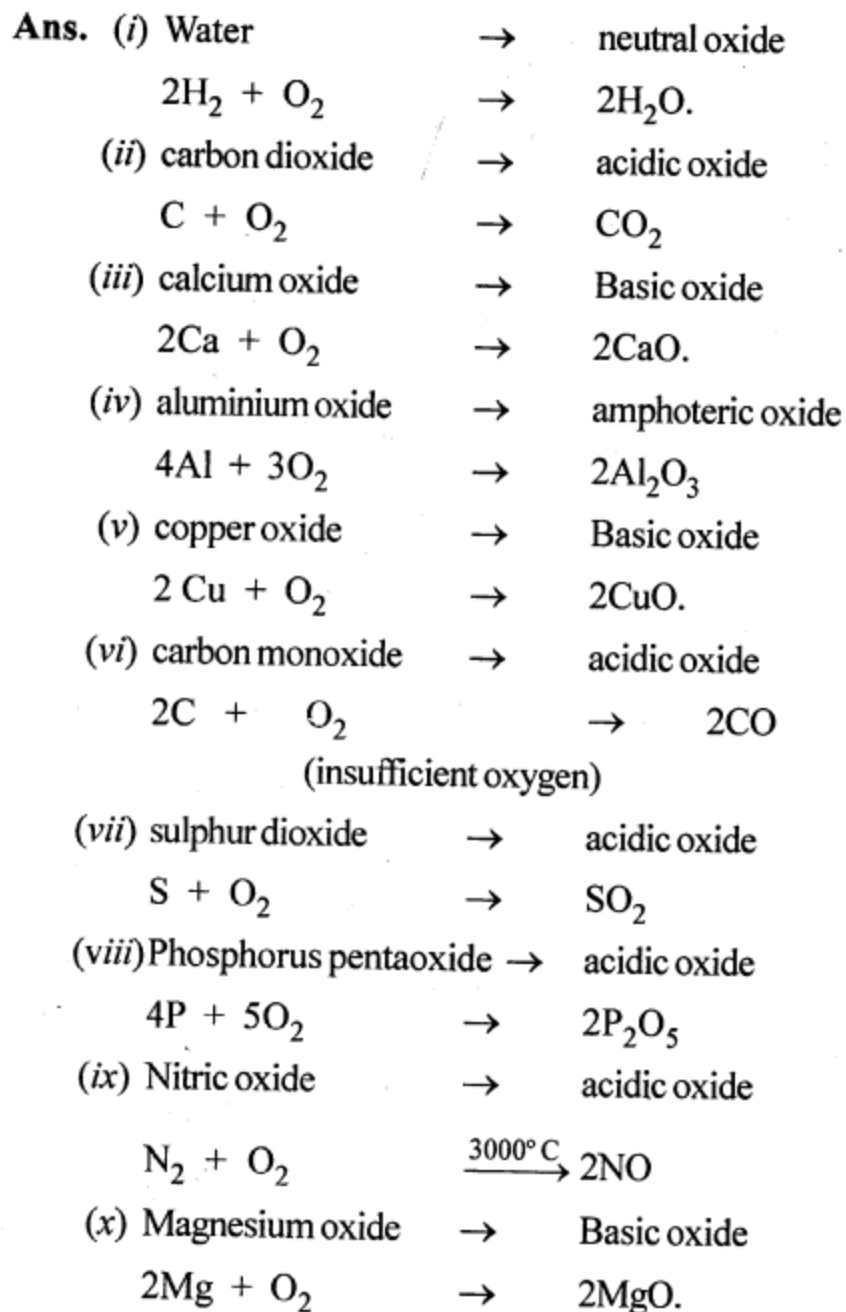 Ans. (i) Water → neutral oxide
2H₂ + O₂ → 2H₂O.
(ii) carbon dioxide → acidic oxide
C + O₂ → CO₂
(iii) calcium oxide → Basic oxide
2Ca + O₂ → 2CaO.
(iv) aluminium oxide → amphoteric oxide
4Al + 3O₂ → 2Al₂O₃
(v) copper oxide → Basic oxide
2 Cu + O₂ → 2CuO.
(vi) carbon monoxide → acidic oxide
2C + O₂ → 2CO
(insufficient oxygen)
(vii) sulphur dioxide → acidic oxide
S + O₂ → SO₂
(viii) Phosphorus pentaoxide → acidic oxide
4P + 5O₂ → 2P₂O₅
(ix) Nitric oxide → acidic oxide
3000° C
N₂ + O₂ → 2NO
(x) Magnesium oxide → Basic oxide
2Mg + O₂ → 2MgO.